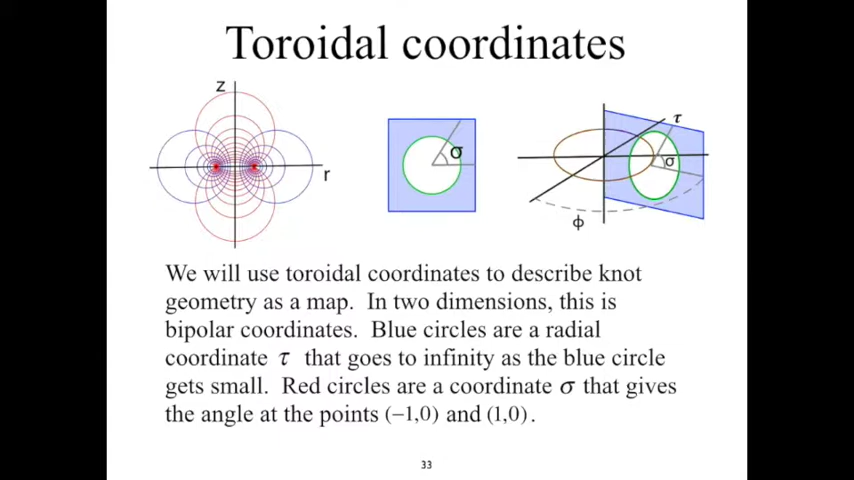 Toroidal coordinates
z
r
σ
τ
σ
ϕ
We will use toroidal coordinates to describe knot
geometry as a map. In two dimensions, this is
bipolar coordinates. Blue circles are a radial
coordinate τ that goes to infinity as the blue circle
gets small. Red circles are a coordinate σ that gives
the angle at the points (−1,0) and (1,0).
33